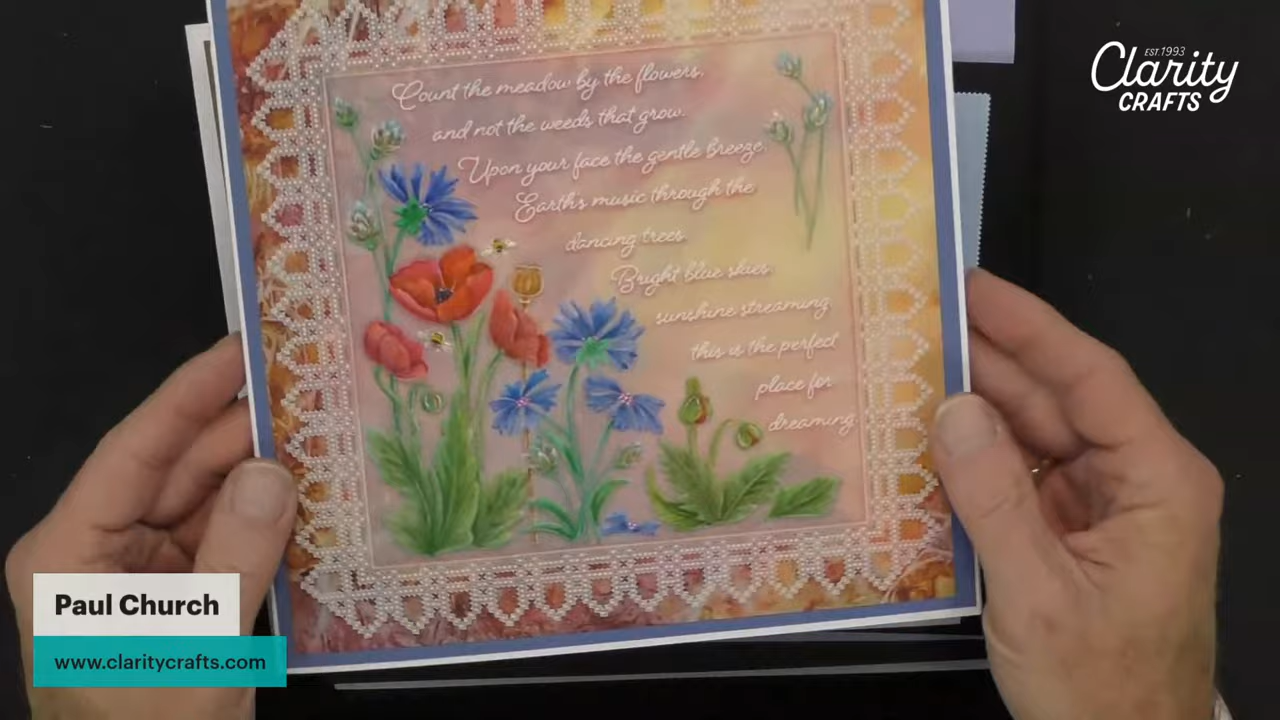 EST.1993
Clarity
CRAFTS
Count the meadow by the flowers,
and not the weeds that grow.
Upon your face the gentle breeze,
Earth's music through the
dancing trees.
Bright blue skies,
sunshine streaming,
this is the perfect
place for
dreaming.
Paul Church
www.claritycrafts.com